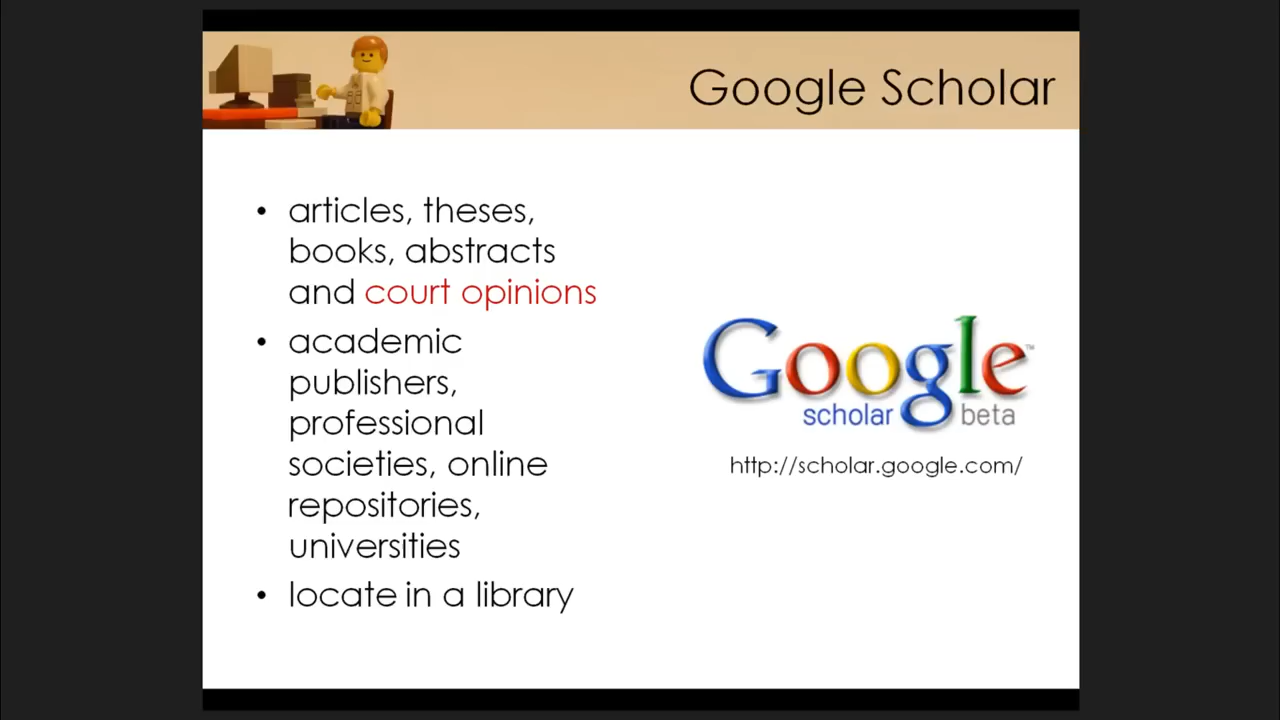 Google Scholar
• articles, theses,
books, abstracts
and court opinions
• academic
publishers,
professional
societies, online
repositories,
universities
• locate in a library
Google™
scholar beta
http://scholar.google.com/